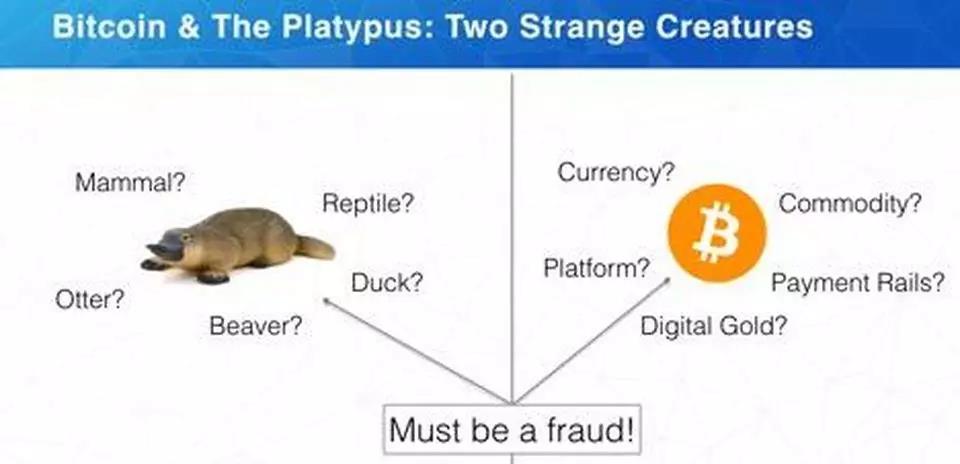 Bitcoin & The Platypus: Two Strange Creatures
Mammal?
Reptile?
Otter?
Duck?
Beaver?
Currency?
Commodity?
Platform?
Payment Rails?
Digital Gold?
Must be a fraud!